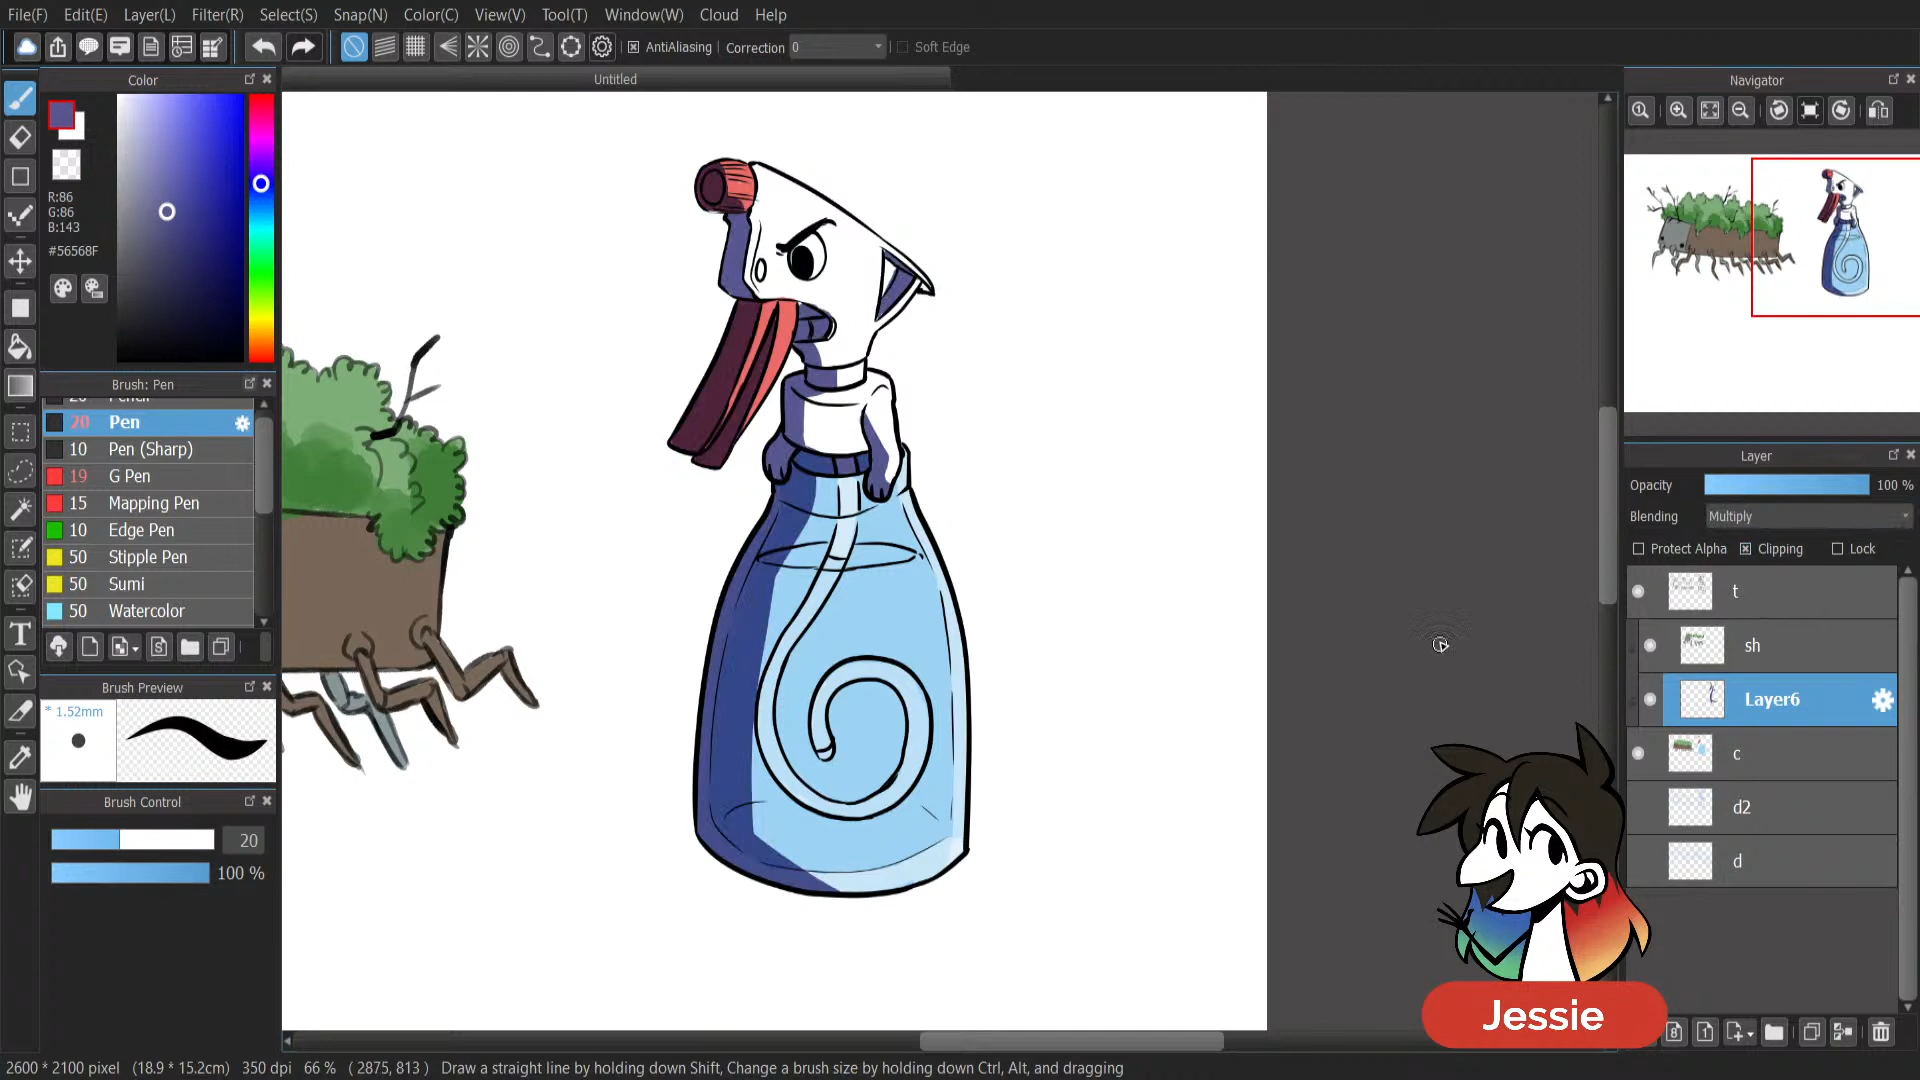 File(F) Edit(E) Layer(L) Filter(R) Select(S) Snap(N) Color(C) View(V) Tool(T) Window(W) Cloud Help
AntiAliasing Correction 0 Soft Edge
Color
Untitled
Navigator
R:86
G:86
B:143
#56568F
Brush: Pen
20 Pen
10 Pen (Sharp)
19 G Pen
15 Mapping Pen
10 Edge Pen
50 Stipple Pen
50 Sumi
50 Watercolor
Brush Preview
* 1.52mm
Brush Control
20
100 %
Layer
Opacity 100 %
Blending Multiply
Protect Alpha Clipping Lock
t
sh
Layer6
c
d2
d
Jessie
2600 * 2100 pixel (18.9 * 15.2cm) 350 dpi 66 % ( 2875, 813 ) Draw a straight line by holding down Shift, Change a brush size by holding down Ctrl, Alt, and dragging